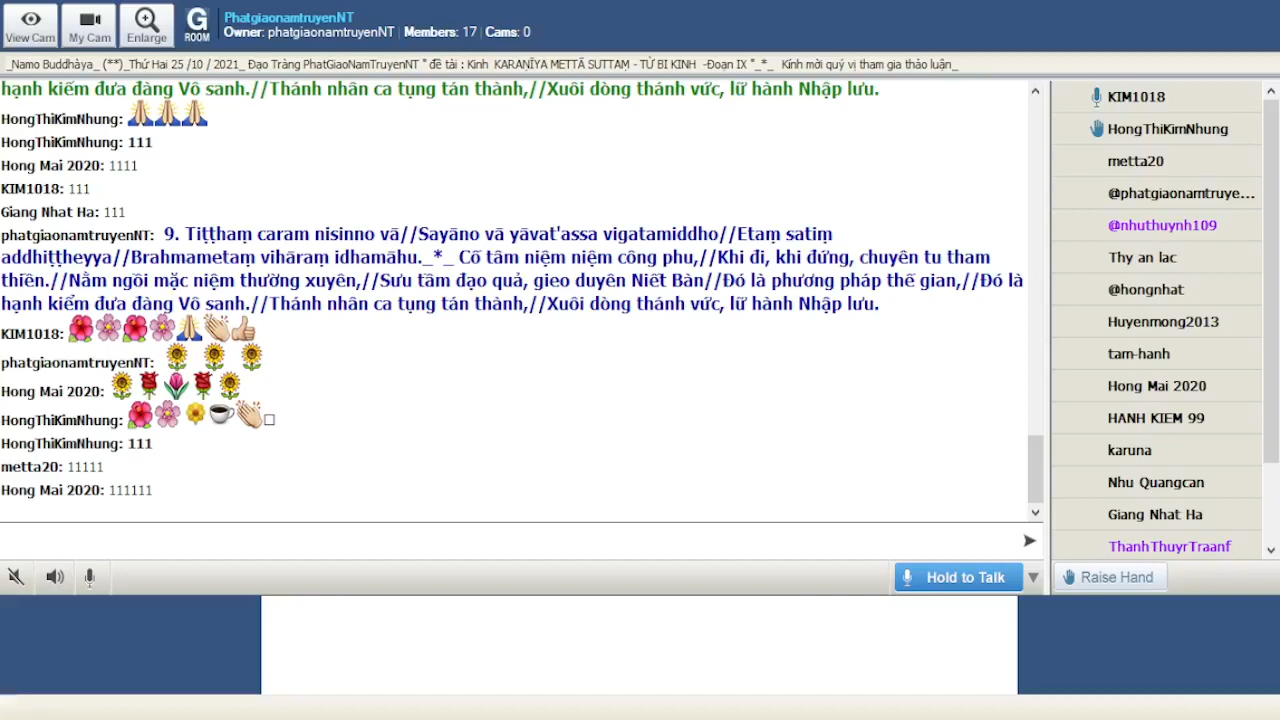 View Cam
My Cam
Enlarge
G
ROOM
PhatgiaonamtruyenNT
Owner: phatgiaonamtruyenNT | Members: 17 | Cams: 0
_Namo Buddhàya_ (**)_Thứ Hai 25 /10 / 2021_ Đạo Tràng PhatGiaoNamTruyenNT " đề tài : Kinh KARAṆĪYA METTĀ SUTTAṂ - TỪ BI KINH -Đoạn IX "_*_ Kính mời quý vị tham gia thảo luận_
hạnh kiếm đưa đàng Vô sanh.//Thánh nhân ca tụng tán thành,//Xuôi dòng thánh vức, lữ hành Nhập lưu.
HongThiKimNhung:
HongThiKimNhung: 111
Hong Mai 2020: 1111
KIM1018: 111
Giang Nhat Ha: 111
phatgiaonamtruyenNT: 9. Tiṭṭhaṃ caram nisinno vā//Sayāno vā yāvat'assa vigatamiddho//Etaṃ satiṃ
addhiṭṭheyya//Brahmametaṃ vihāraṃ idhamāhu._*_ Cố tâm niệm niệm công phu,//Khi đi, khi đứng, chuyên tu tham
thiền.//Nằm ngồi mặc niệm thường xuyên,//Sưu tầm đạo quả, gieo duyên Niết Bàn//Đó là phương pháp thế gian,//Đó là
hạnh kiểm đưa đàng Vô sanh.//Thánh nhân ca tụng tán thành,//Xuôi dòng thánh vức, lữ hành Nhập lưu.
KIM1018:
phatgiaonamtruyenNT:
Hong Mai 2020:
HongThiKimNhung:
HongThiKimNhung: 111
metta20: 11111
Hong Mai 2020: 111111
Hold to Talk
KIM1018
HongThiKimNhung
metta20
@phatgiaonamtruye...
@nhuthuynh109
Thy an lac
@hongnhat
Huyenmong2013
tam-hanh
Hong Mai 2020
HANH KIEM 99
karuna
Nhu Quangcan
Giang Nhat Ha
ThanhThuyrTraanf
Raise Hand